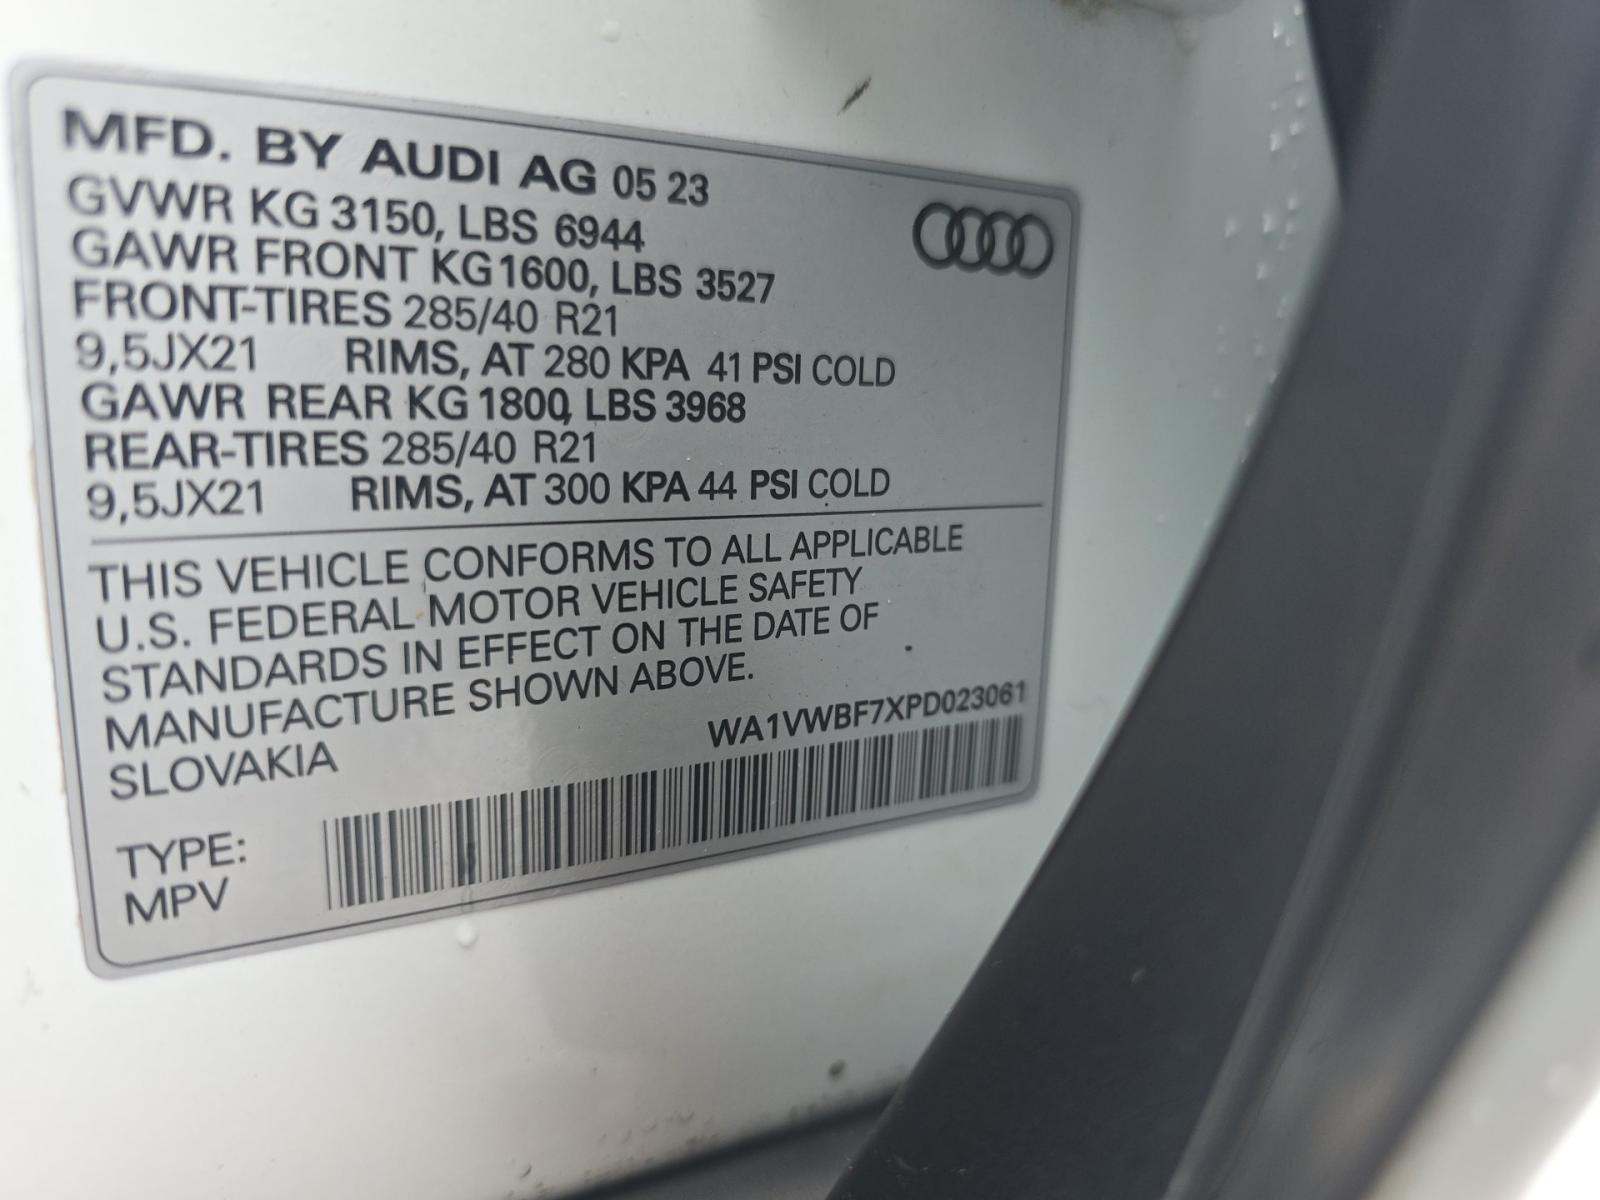 MFD. BY AUDI AG 05 23
GVWR KG 3150, LBS 6944
GAWR FRONT KG 1600, LBS 3527
FRONT-TIRES 285/40 R21
9,5JX21 RIMS, AT 280 KPA 41 PSI COLD
GAWR REAR KG 1800, LBS 3968
REAR-TIRES 285/40 R21
9,5JX21 RIMS, AT 300 KPA 44 PSI COLD
THIS VEHICLE CONFORMS TO ALL APPLICABLE
U.S. FEDERAL MOTOR VEHICLE SAFETY
STANDARDS IN EFFECT ON THE DATE OF
MANUFACTURE SHOWN ABOVE.
SLOVAKIA
WA1VWBF7XPD023061
TYPE:
MPV